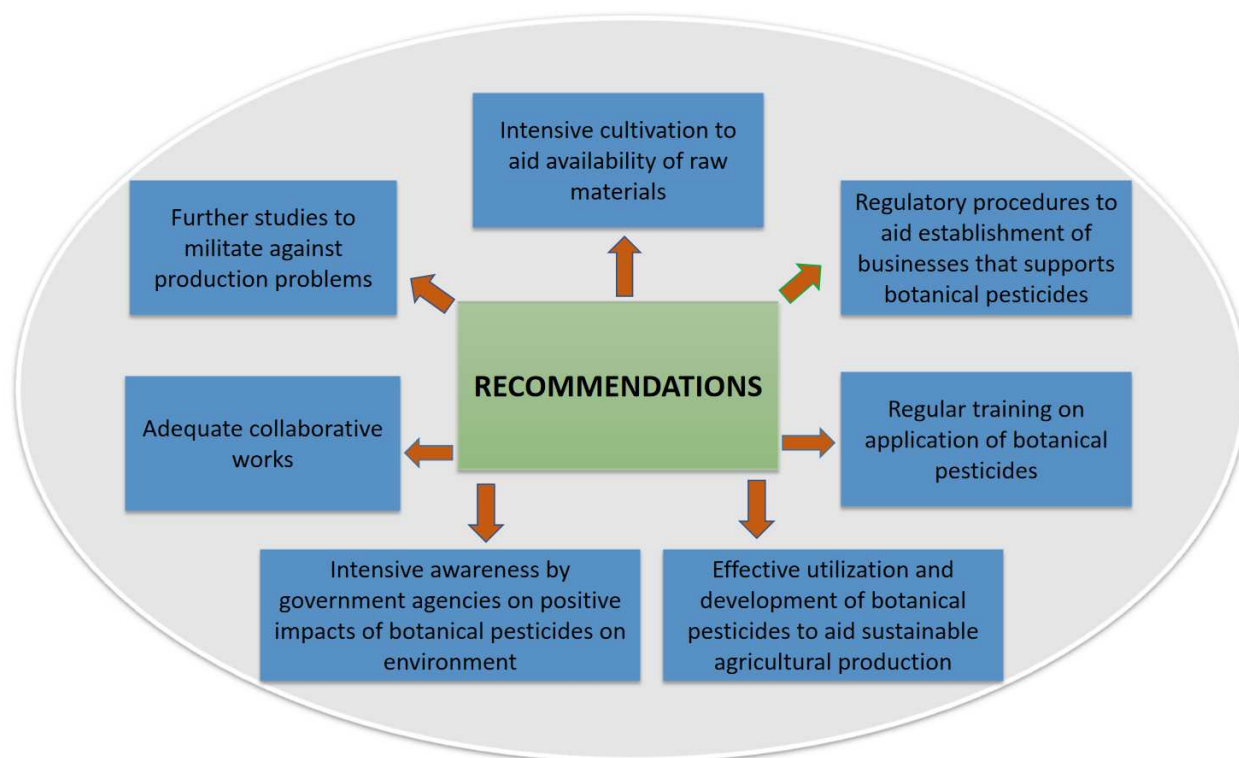 Intensive cultivation to
aid availability of raw
materials
Further studies to
militate against
production problems
Regulatory procedures to
aid establishment of
businesses that supports
botanical pesticides
RECOMMENDATIONS
Adequate collaborative
works
Regular training on
application of botanical
pesticides
Intensive awareness by
government agencies on positive
impacts of botanical pesticides on
environment
Effective utilization and
development of botanical
pesticides to aid sustainable
agricultural production